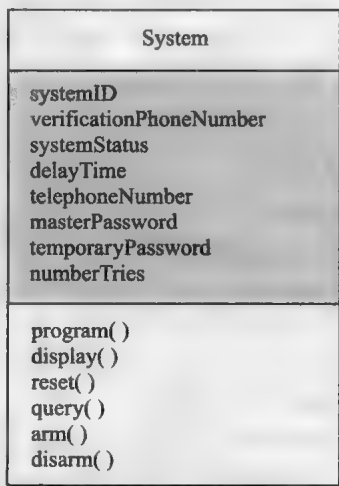 System
systemID
verificationPhoneNumber
systemStatus
delayTime
telephoneNumber
masterPassword
temporaryPassword
numberTries
program( )
display( )
reset( )
query( )
arm( )
disarm( )